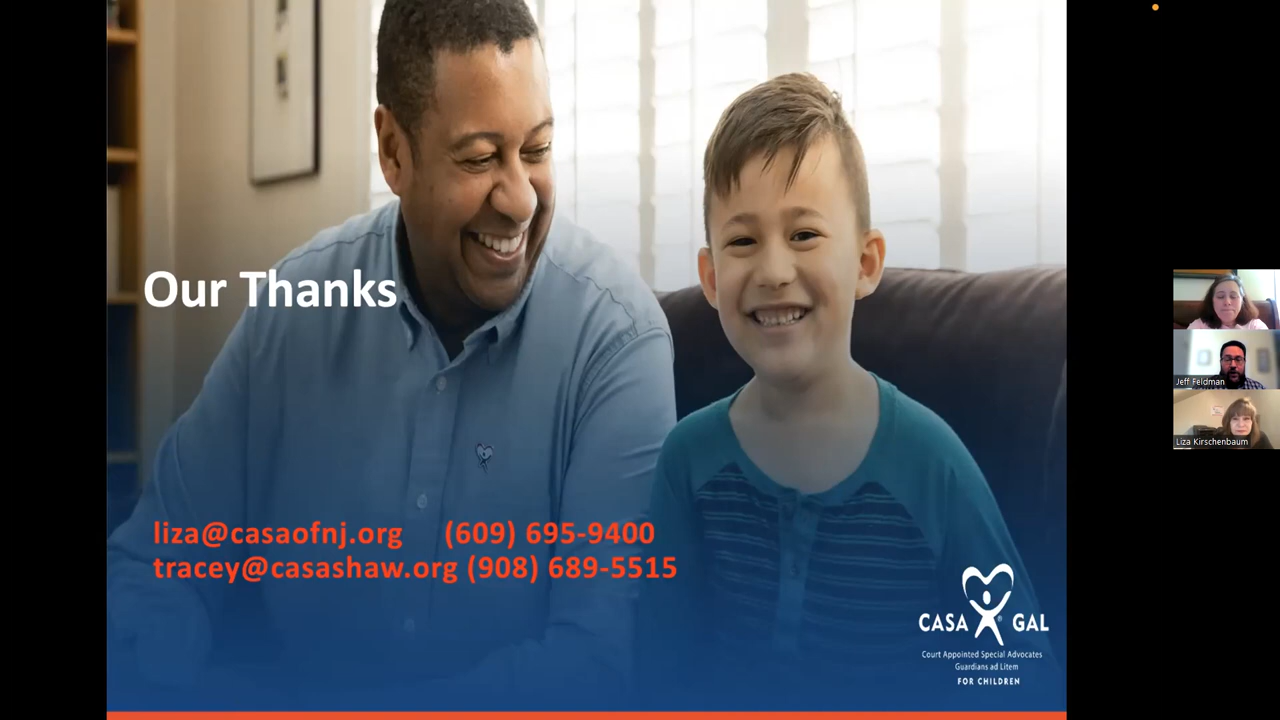 Our Thanks
liza@casaofnj.org (609) 695-9400
tracey@casashaw.org (908) 689-5515
CASA GAL
Court Appointed Special Advocates
Guardians ad Litem
FOR CHILDREN
Jeff Feldman
Liza Kirschenbaum